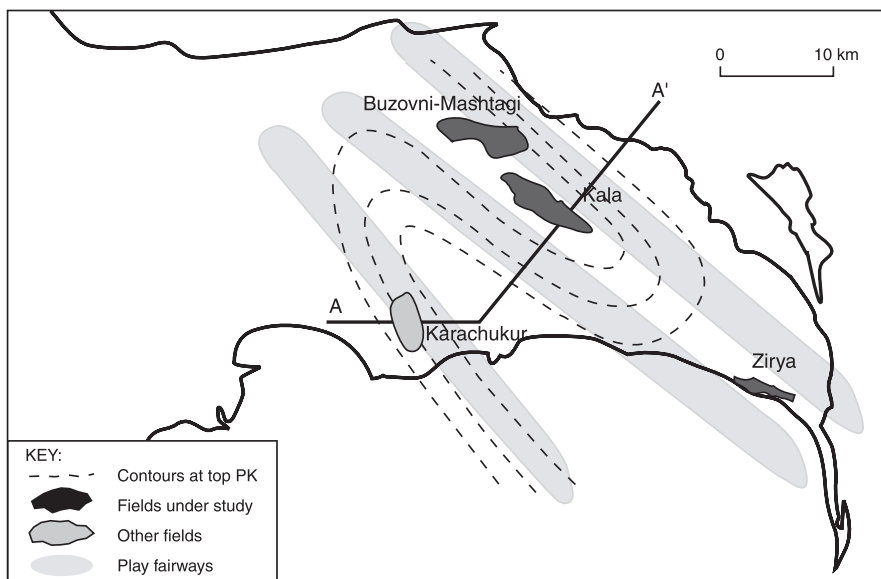 0
10 km
A'
Buzovni-Mashtagi
Kala
A
Karachukur
Zirya
KEY:
Contours at top PK
Fields under study
Other fields
Play fairways